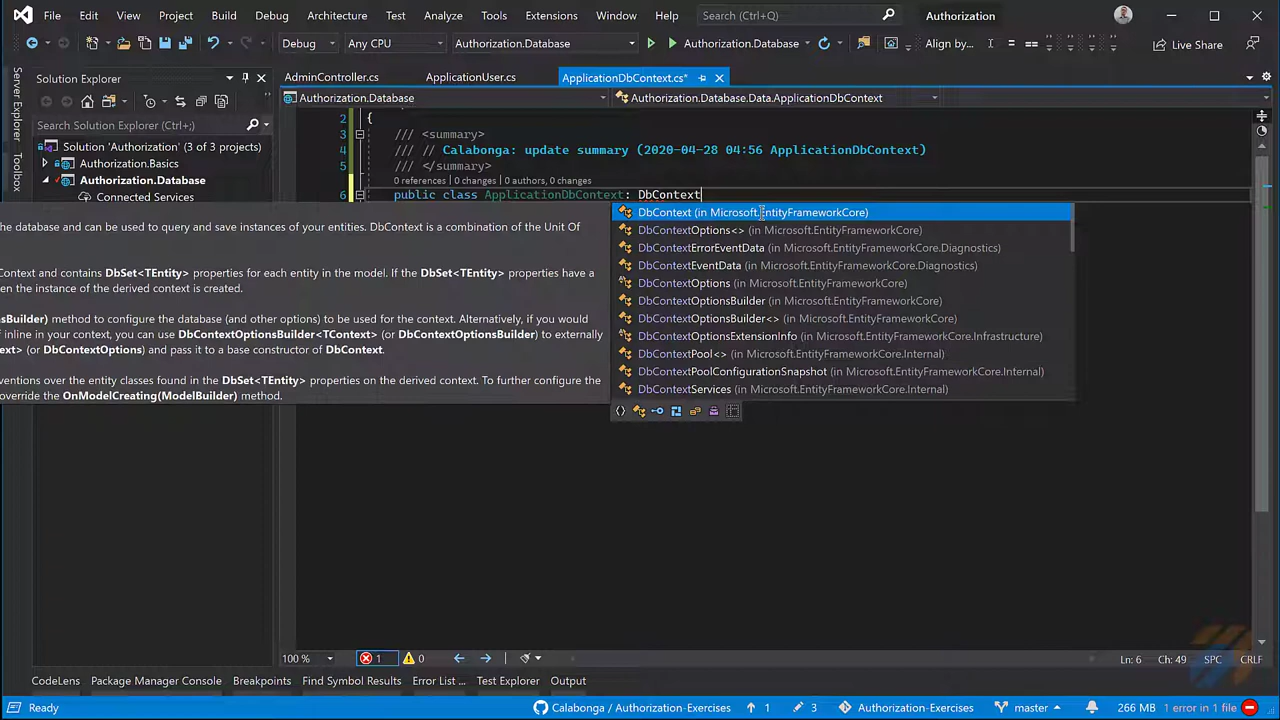 File Edit View Project Build Debug Architecture Test Analyze Tools Extensions Window Help Search (Ctrl+Q) Authorization
Debug Any CPU Authorization.Database Authorization.Database Align by... Live Share
Server Explorer
Toolbox
Solution Explorer
Search Solution Explorer (Ctrl+;)
Solution 'Authorization' (3 of 3 projects)
Authorization.Basics
Authorization.Database
Connected Services
AdminController.cs ApplicationUser.cs ApplicationDbContext.cs*
Authorization.Database Authorization.Database.Data.ApplicationDbContext
2 {
3 /// <summary>
4 /// // Calabonga: update summary (2020-04-28 04:56 ApplicationDbContext)
5 /// </summary>
0 references | 0 changes | 0 authors, 0 changes
6 public class ApplicationDbContext: DbContext
the database and can be used to query and save instances of your entities. DbContext is a combination of the Unit Of
Context and contains DbSet<TEntity> properties for each entity in the model. If the DbSet<TEntity> properties have a
en the instance of the derived context is created.
sBuilder) method to configure the database (and other options) to be used for the context. Alternatively, if you would
f inline in your context, you can use DbContextOptionsBuilder<TContext> (or DbContextOptionsBuilder) to externally
ext> (or DbContextOptions) and pass it to a base constructor of DbContext.
ventions over the entity classes found in the DbSet<TEntity> properties on the derived context. To further configure the
override the OnModelCreating(ModelBuilder) method.
DbContext (in Microsoft.EntityFrameworkCore)
DbContextOptions<> (in Microsoft.EntityFrameworkCore)
DbContextErrorEventData (in Microsoft.EntityFrameworkCore.Diagnostics)
DbContextEventData (in Microsoft.EntityFrameworkCore.Diagnostics)
DbContextOptions (in Microsoft.EntityFrameworkCore)
DbContextOptionsBuilder (in Microsoft.EntityFrameworkCore)
DbContextOptionsBuilder<> (in Microsoft.EntityFrameworkCore)
DbContextOptionsExtensionInfo (in Microsoft.EntityFrameworkCore.Infrastructure)
DbContextPool<> (in Microsoft.EntityFrameworkCore.Internal)
DbContextPoolConfigurationSnapshot (in Microsoft.EntityFrameworkCore.Internal)
DbContextServices (in Microsoft.EntityFrameworkCore.Internal)
100 % 1 0 Ln: 6 Ch: 49 SPC CRLF
CodeLens Package Manager Console Breakpoints Find Symbol Results Error List ... Test Explorer Output
Ready Calabonga / Authorization-Exercises 1 3 Authorization-Exercises master 266 MB 1 error in 1 file